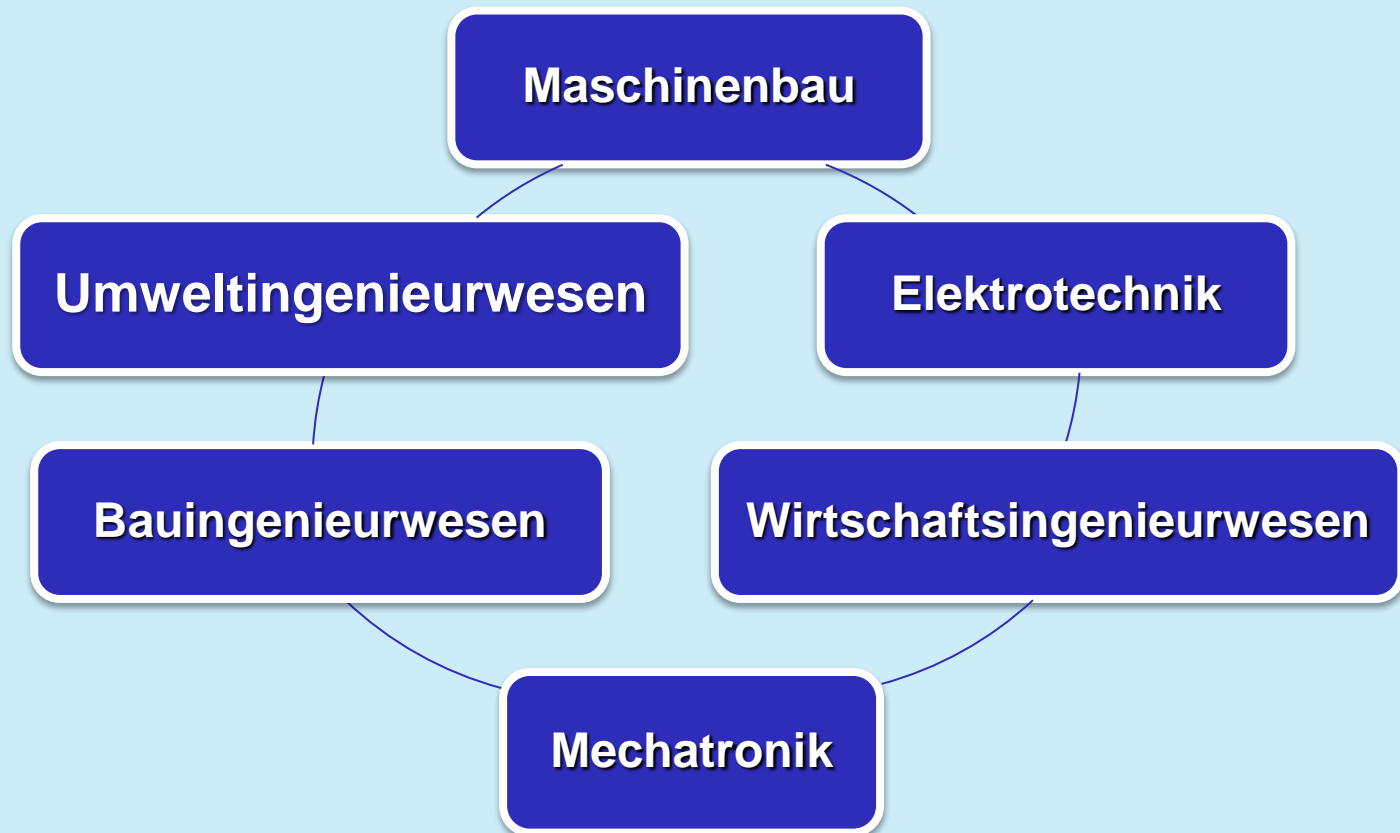 Maschinenbau
Umweltingenieurwesen
Elektrotechnik
Bauingenieurwesen
Wirtschaftsingenieurwesen
Mechatronik